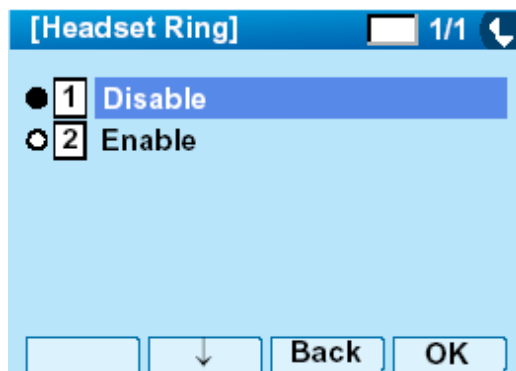 [Headset Ring] 1/1
1 Disable
2 Enable
↓ Back OK